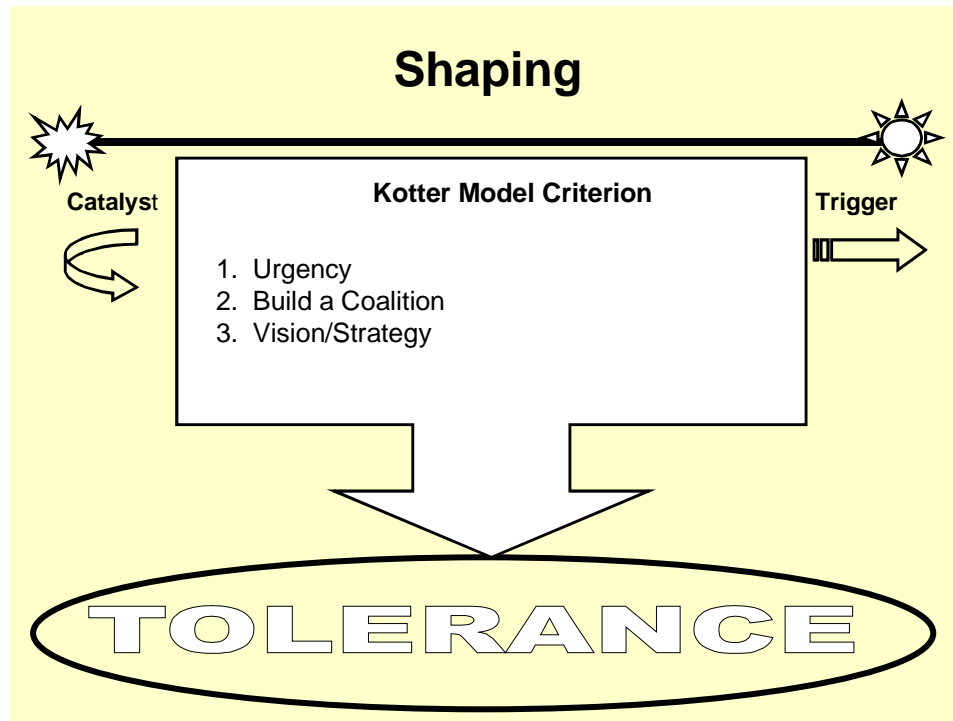 Shaping
Catalyst
Kotter Model Criterion
Trigger
1. Urgency
2. Build a Coalition
3. Vision/Strategy
TOLERANCE